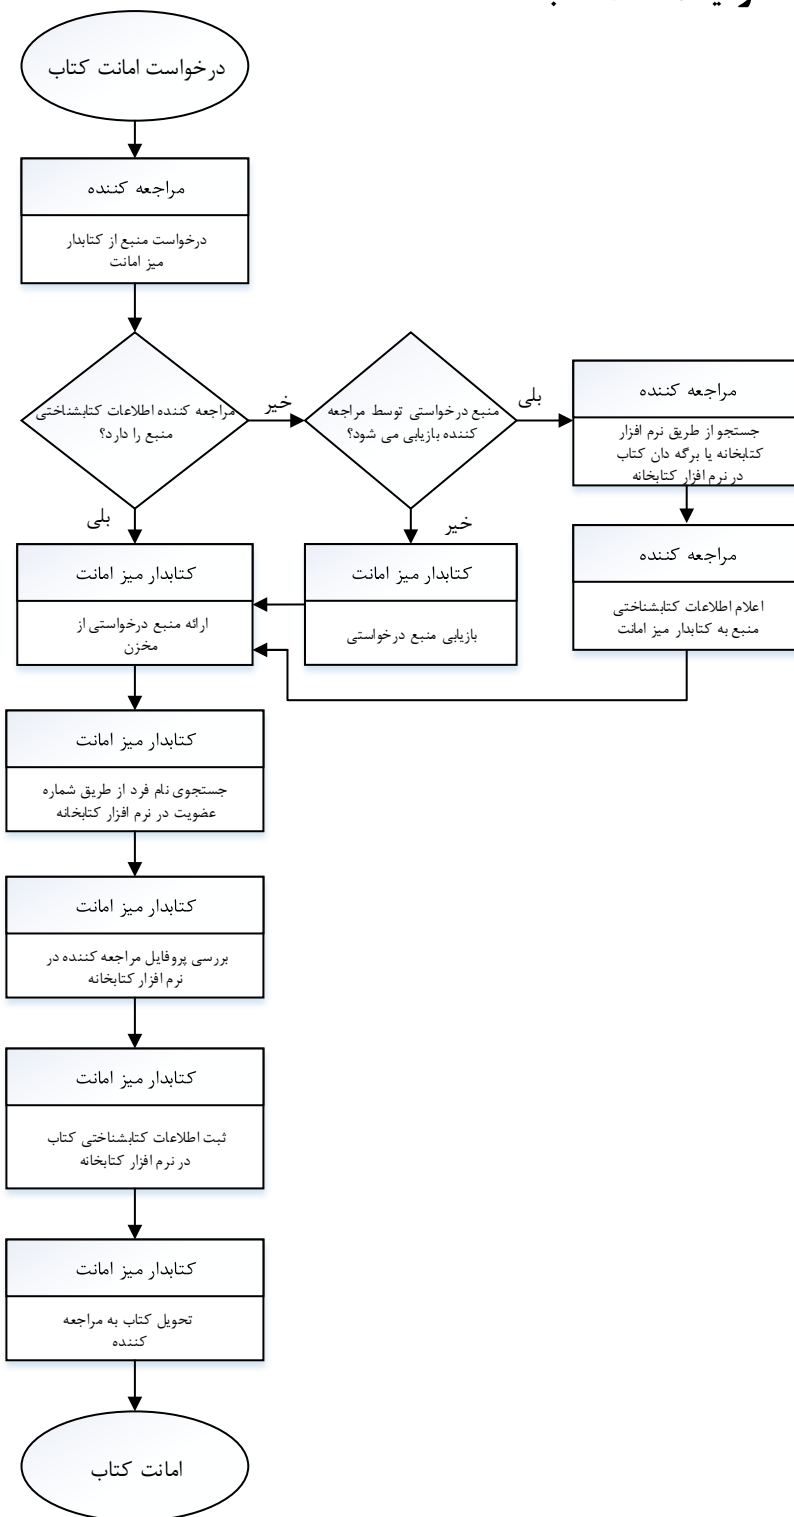 درخواست امانت کتاب
مراجعه کننده
درخواست منبع از کتابدار
میز امانت
مراجعه کننده اطلاعات کتابشناختی
منبع را دارد؟
خیر
بلی
منبع درخواستی توسط مراجعه
کننده بازیابی می شود؟
بلی
خیر
مراجعه کننده
جستجو از طریق نرم افزار
کتابخانه یا برگه دان کتاب
در نرم افزار کتابخانه
مراجعه کننده
اعلام اطلاعات کتابشناختی
منبع به کتابدار میز امانت
کتابدار میز امانت
بازیابی منبع درخواستی
کتابدار میز امانت
ارائه منبع درخواستی از
مخزن
کتابدار میز امانت
جستجوی نام فرد از طریق شماره
عضویت در نرم افزار کتابخانه
کتابدار میز امانت
بررسی پروفایل مراجعه کننده در
نرم افزار کتابخانه
کتابدار میز امانت
ثبت اطلاعات کتابشناختی کتاب
در نرم افزار کتابخانه
کتابدار میز امانت
تحویل کتاب به مراجعه
کننده
امانت کتاب